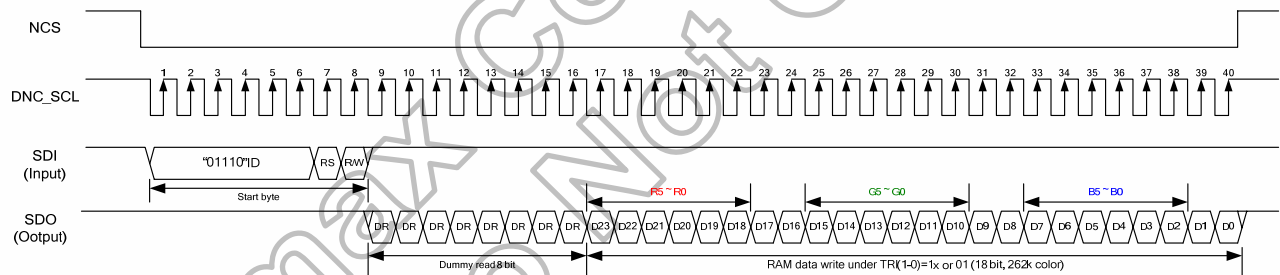 NCS
DNC_SCL
1 2 3 4 5 6 7 8 9 10 11 12 13 14 15 16 17 18 19 20 21 22 23 24 25 26 27 28 29 30 31 32 33 34 35 36 37 38 39 40
SDI
(Input)
"01110"ID RS R/W
Start byte
R5 ~ R0 G5 ~ G0 B5 ~ B0
SDO
(Ootput)
DR DR DR DR DR DR DR DR D23 D22 D21 D20 D19 D18 D17 D16 D15 D14 D13 D12 D11 D10 D9 D8 D7 D6 D5 D4 D3 D2 D1 D0
Dummy read 8 bit
RAM data write under TRI(1-0)=1x or 01 (18 bit, 262k color)
max C
o Not